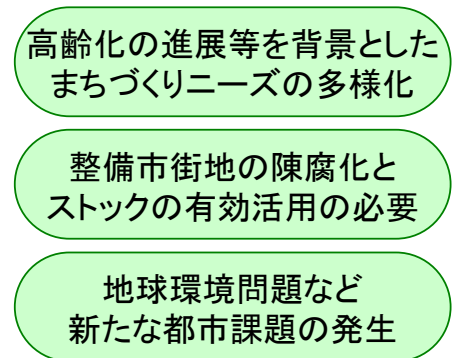 高齢化の進展等を背景とした
まちづくりニーズの多様化
整備市街地の陳腐化と
ストックの有効活用の必要
地球環境問題など
新たな都市課題の発生